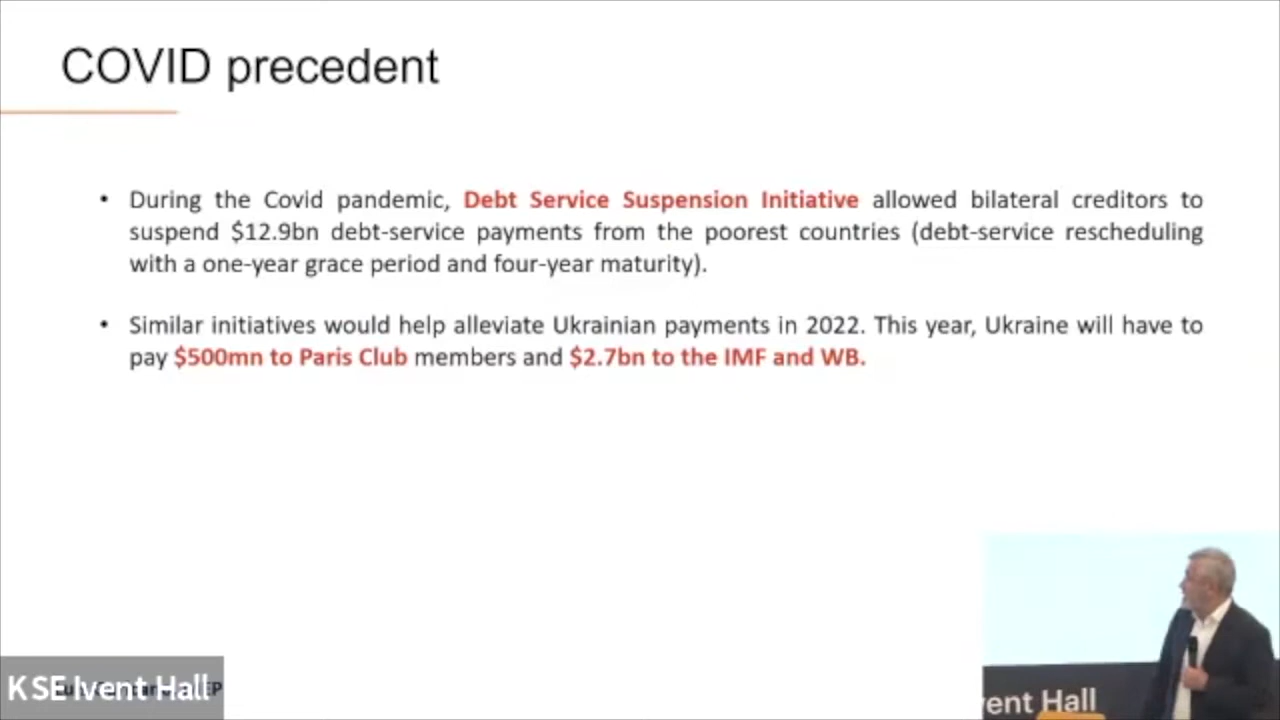 COVID precedent
• During the Covid pandemic, Debt Service Suspension Initiative allowed bilateral creditors to
suspend $12.9bn debt-service payments from the poorest countries (debt-service rescheduling
with a one-year grace period and four-year maturity).
• Similar initiatives would help alleviate Ukrainian payments in 2022. This year, Ukraine will have to
pay $500mn to Paris Club members and $2.7bn to the IMF and WB.
KSE Ivent Hall
vent Hall